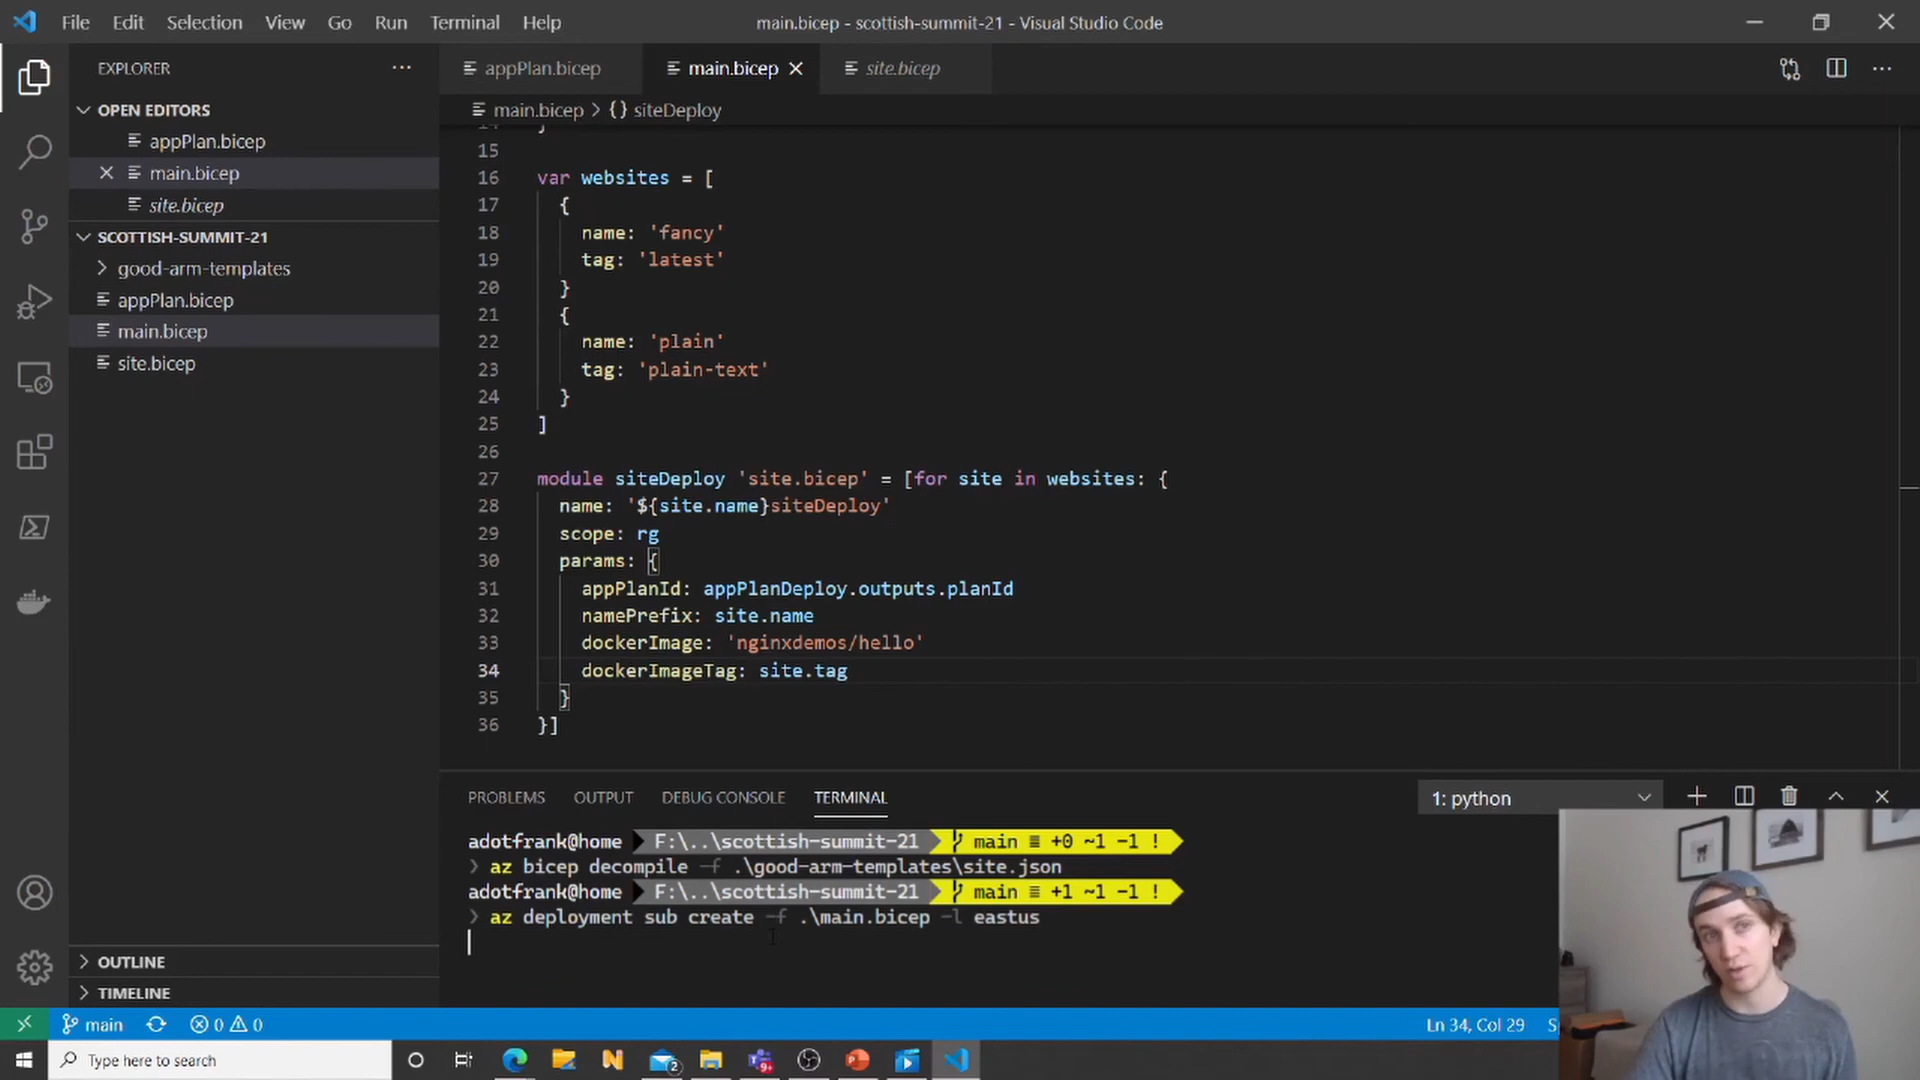 File Edit Selection View Go Run Terminal Help
main.bicep - scottish-summit-21 - Visual Studio Code
EXPLORER
OPEN EDITORS
appPlan.bicep
main.bicep
site.bicep
SCOTTISH-SUMMIT-21
good-arm-templates
appPlan.bicep
main.bicep
site.bicep
OUTLINE
TIMELINE
appPlan.bicep main.bicep site.bicep
main.bicep > {} siteDeploy
14 }
15
16 var websites = [
17 {
18 name: 'fancy'
19 tag: 'latest'
20 }
21 {
22 name: 'plain'
23 tag: 'plain-text'
24 }
25 ]
26
27 module siteDeploy 'site.bicep' = [for site in websites: {
28 name: '${site.name}siteDeploy'
29 scope: rg
30 params: {
31 appPlanId: appPlanDeploy.outputs.planId
32 namePrefix: site.name
33 dockerImage: 'nginxdemos/hello'
34 dockerImageTag: site.tag
35 }
36 }]
PROBLEMS OUTPUT DEBUG CONSOLE TERMINAL
1: python
adotfrank@home F:\..\scottish-summit-21 main ≡ +0 ~1 -1 !
❯ az bicep decompile -f .\good-arm-templates\site.json
adotfrank@home F:\..\scottish-summit-21 main ≡ +1 ~1 -1 !
❯ az deployment sub create -f .\main.bicep -l eastus
main 0 0
Ln 34, Col 29 S
Type here to search
2
9+